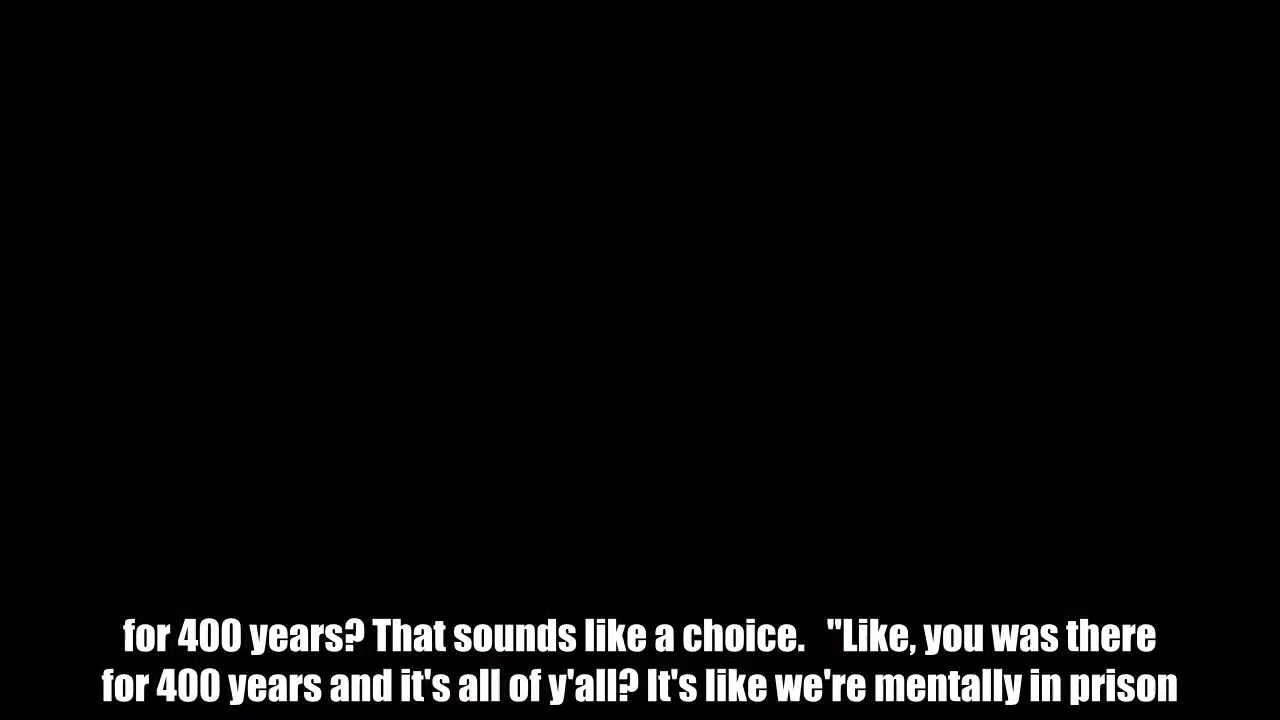 for 400 years? That sounds like a choice.   "Like, you was there
for 400 years and it's all of y'all? It's like we're mentally in prison